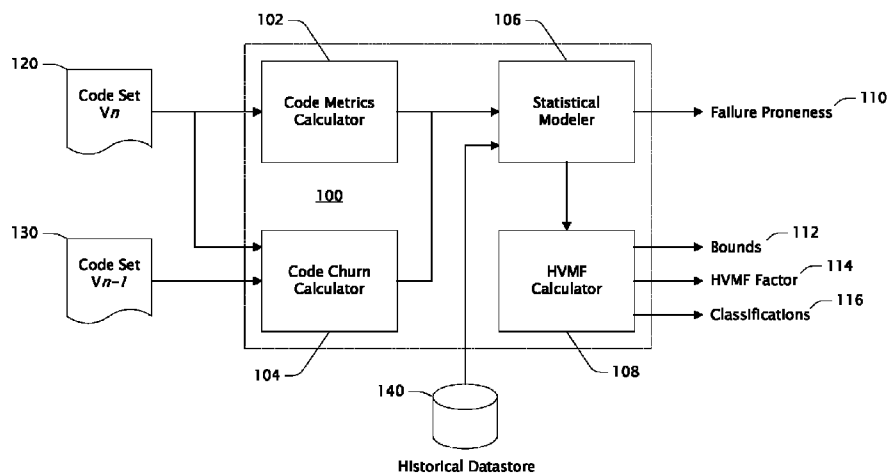 102
106
120
Code Set
Vn
Code Metrics
Calculator
Statistical
Modeler
Failure Proneness
110
100
130
Code Set
Vn-1
Code Churn
Calculator
HVMF
Calculator
Bounds
112
HVMF Factor
114
Classifications
116
104
140
108
Historical Datastore